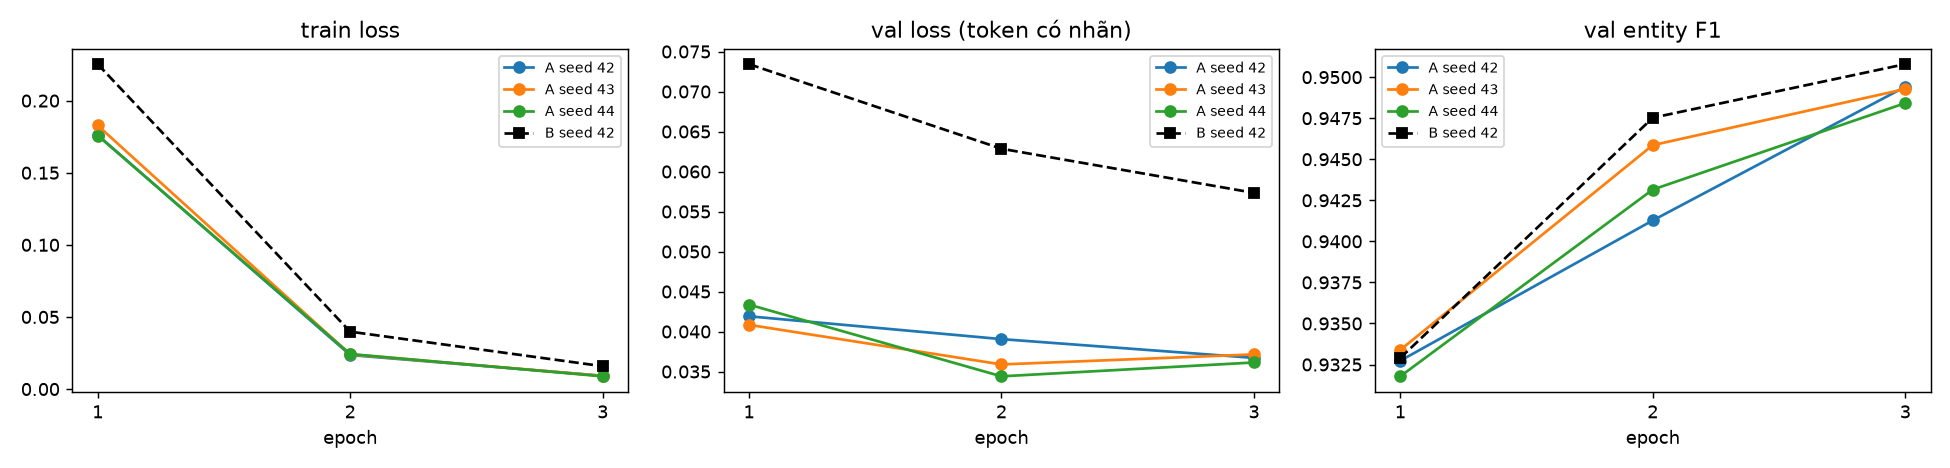 train loss
0.20
0.15
0.10
0.05
0.00
1 2 3
epoch
A seed 42
A seed 43
A seed 44
B seed 42
val loss (token có nhãn)
0.075
0.070
0.065
0.060
0.055
0.050
0.045
0.040
0.035
1 2 3
epoch
A seed 42
A seed 43
A seed 44
B seed 42
val entity F1
0.9500
0.9475
0.9450
0.9425
0.9400
0.9375
0.9350
0.9325
1 2 3
epoch
A seed 42
A seed 43
A seed 44
B seed 42